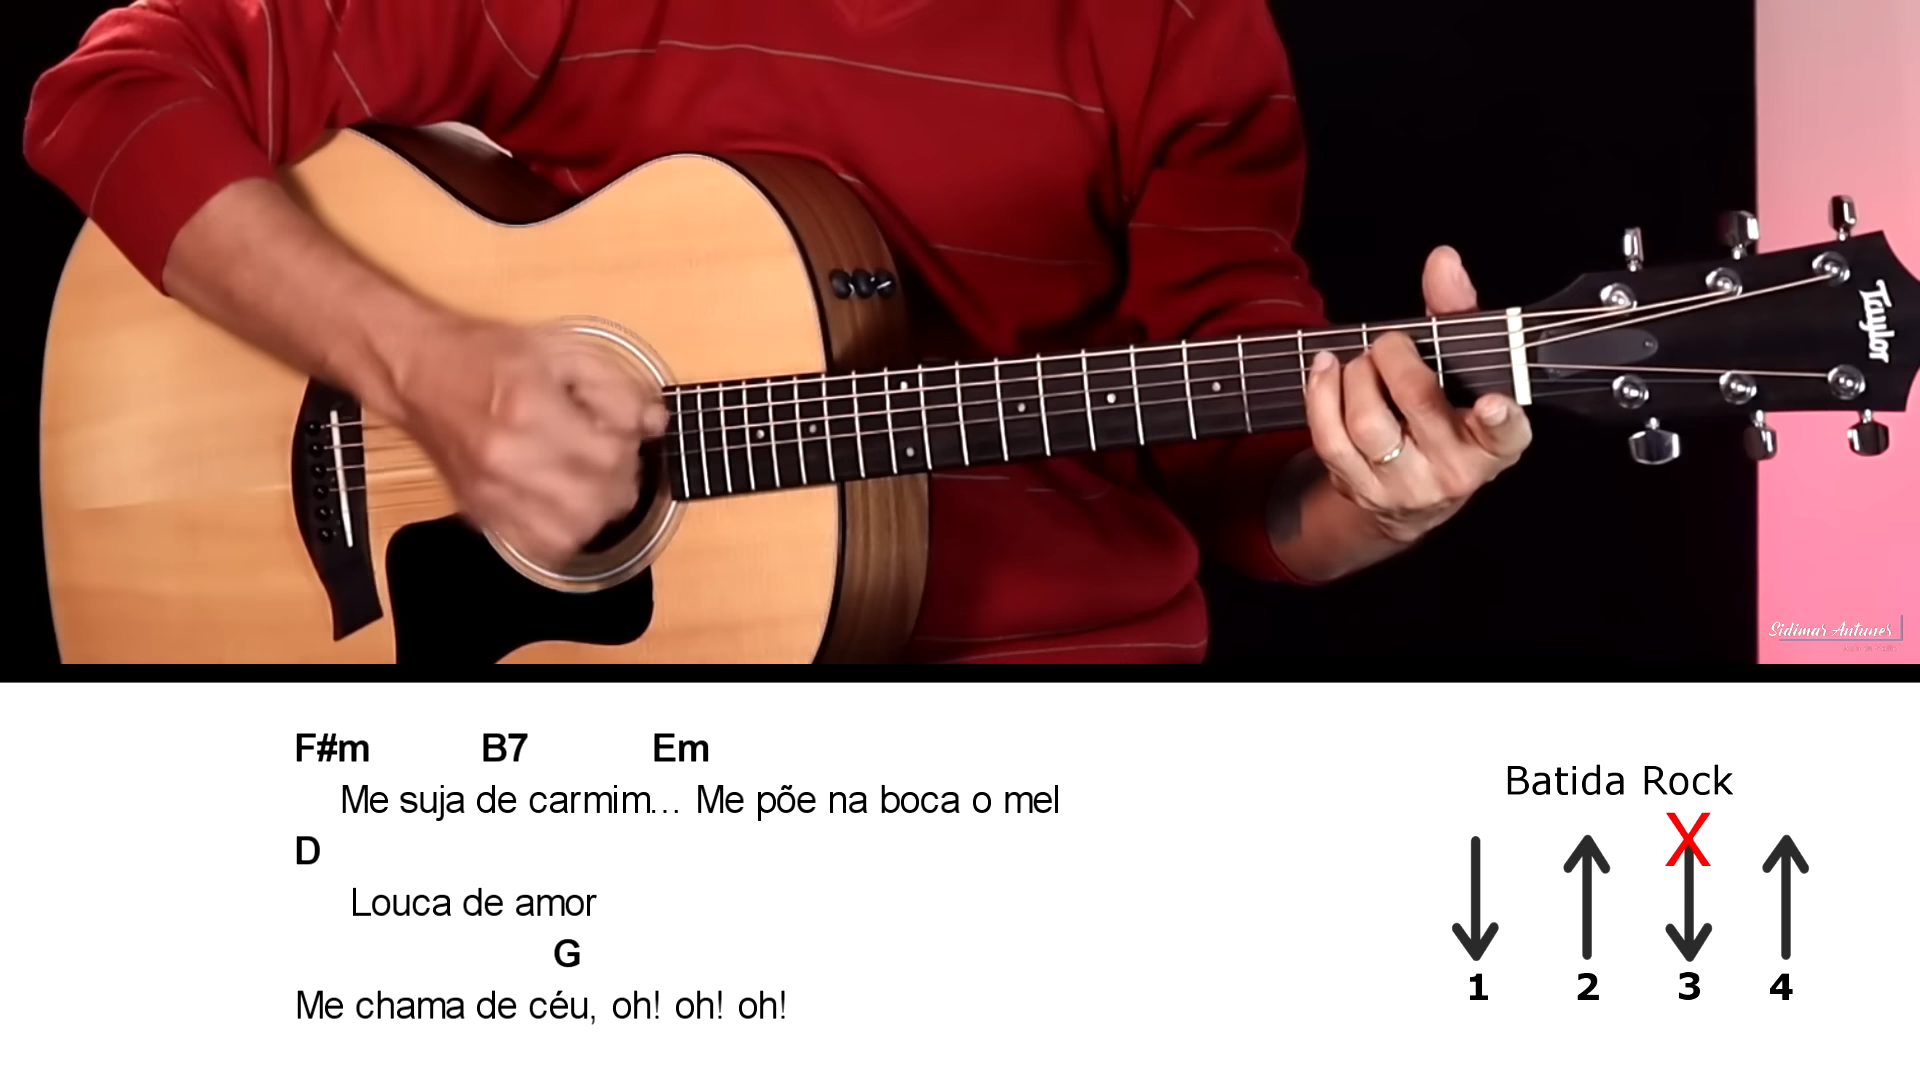 Taylor
Sidimar Antunes
F#m B7 Em
Me suja de carmim... Me põe na boca o mel
D
Louca de amor
G
Me chama de céu, oh! oh! oh!
Batida Rock
X
1 2 3 4